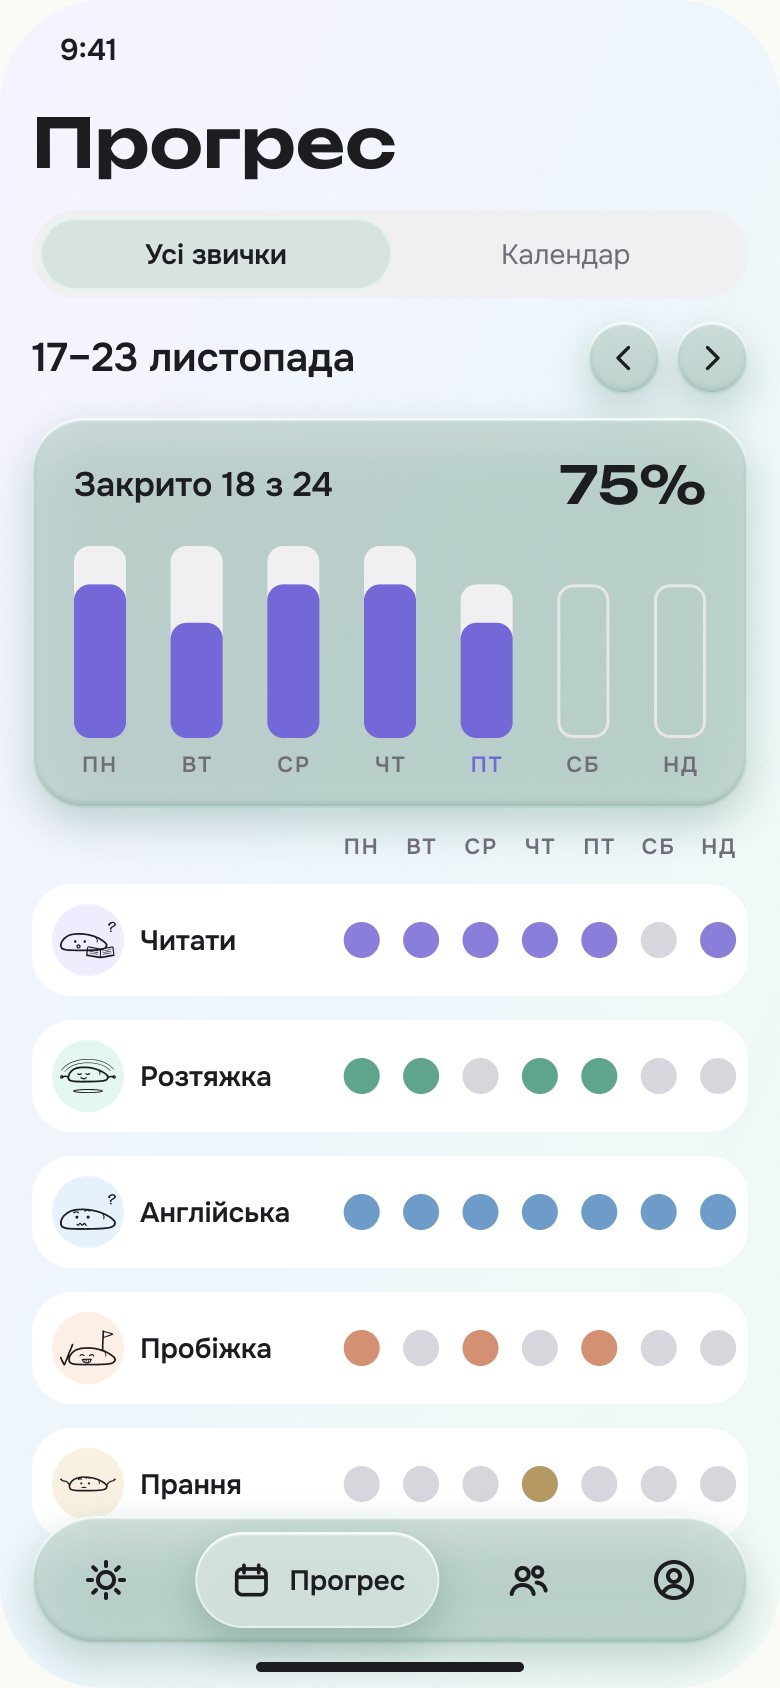 9:41
Прогрес
Усі звички Календар
17–23 листопада
Закрито 18 з 24 75%
ПН ВТ СР ЧТ ПТ СБ НД
ПН ВТ СР ЧТ ПТ СБ НД
?
Читати
Розтяжка
?
Англійська
Пробіжка
Прання
Прогрес